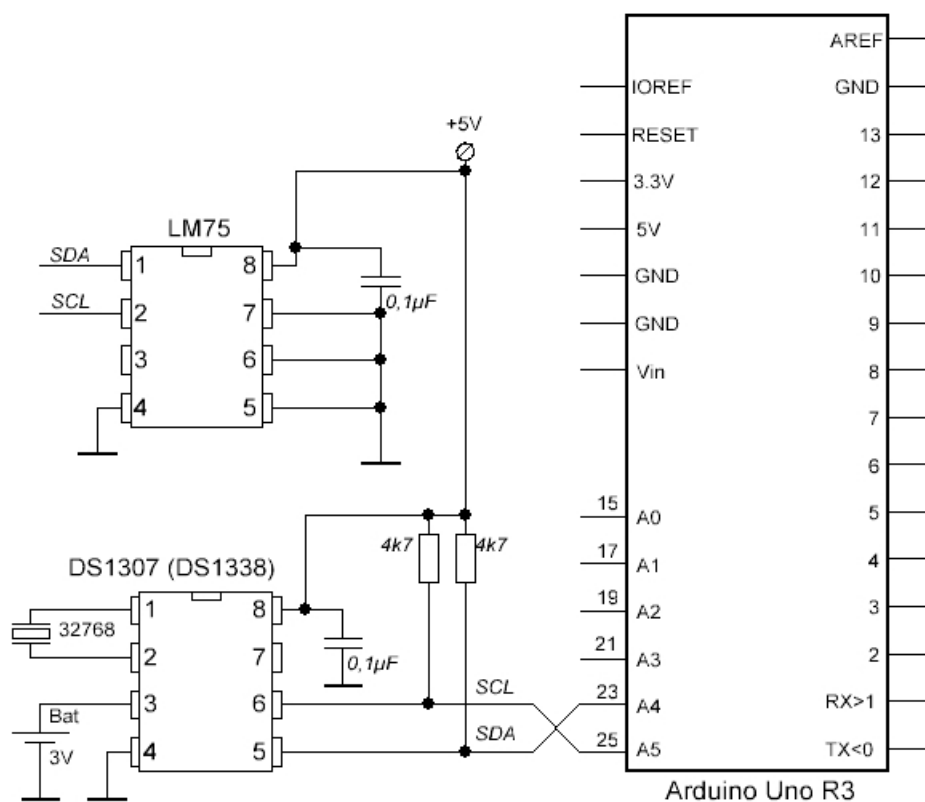 AREF
IOREF
GND
RESET
13
+5V
3.3V
12
LM75
5V
11
SDA
1
8
GND
10
0,1µF
SCL
2
7
GND
9
3
6
Vin
8
4
5
7
6
15
A0
5
4k7
4k7
17
A1
4
DS1307 (DS1338)
19
A2
3
1
8
32768
21
A3
2
2
7
0,1µF
Bat
3
6
SCL
23
A4
RX>1
3V
4
5
SDA
25
A5
TX<0
Arduino Uno R3